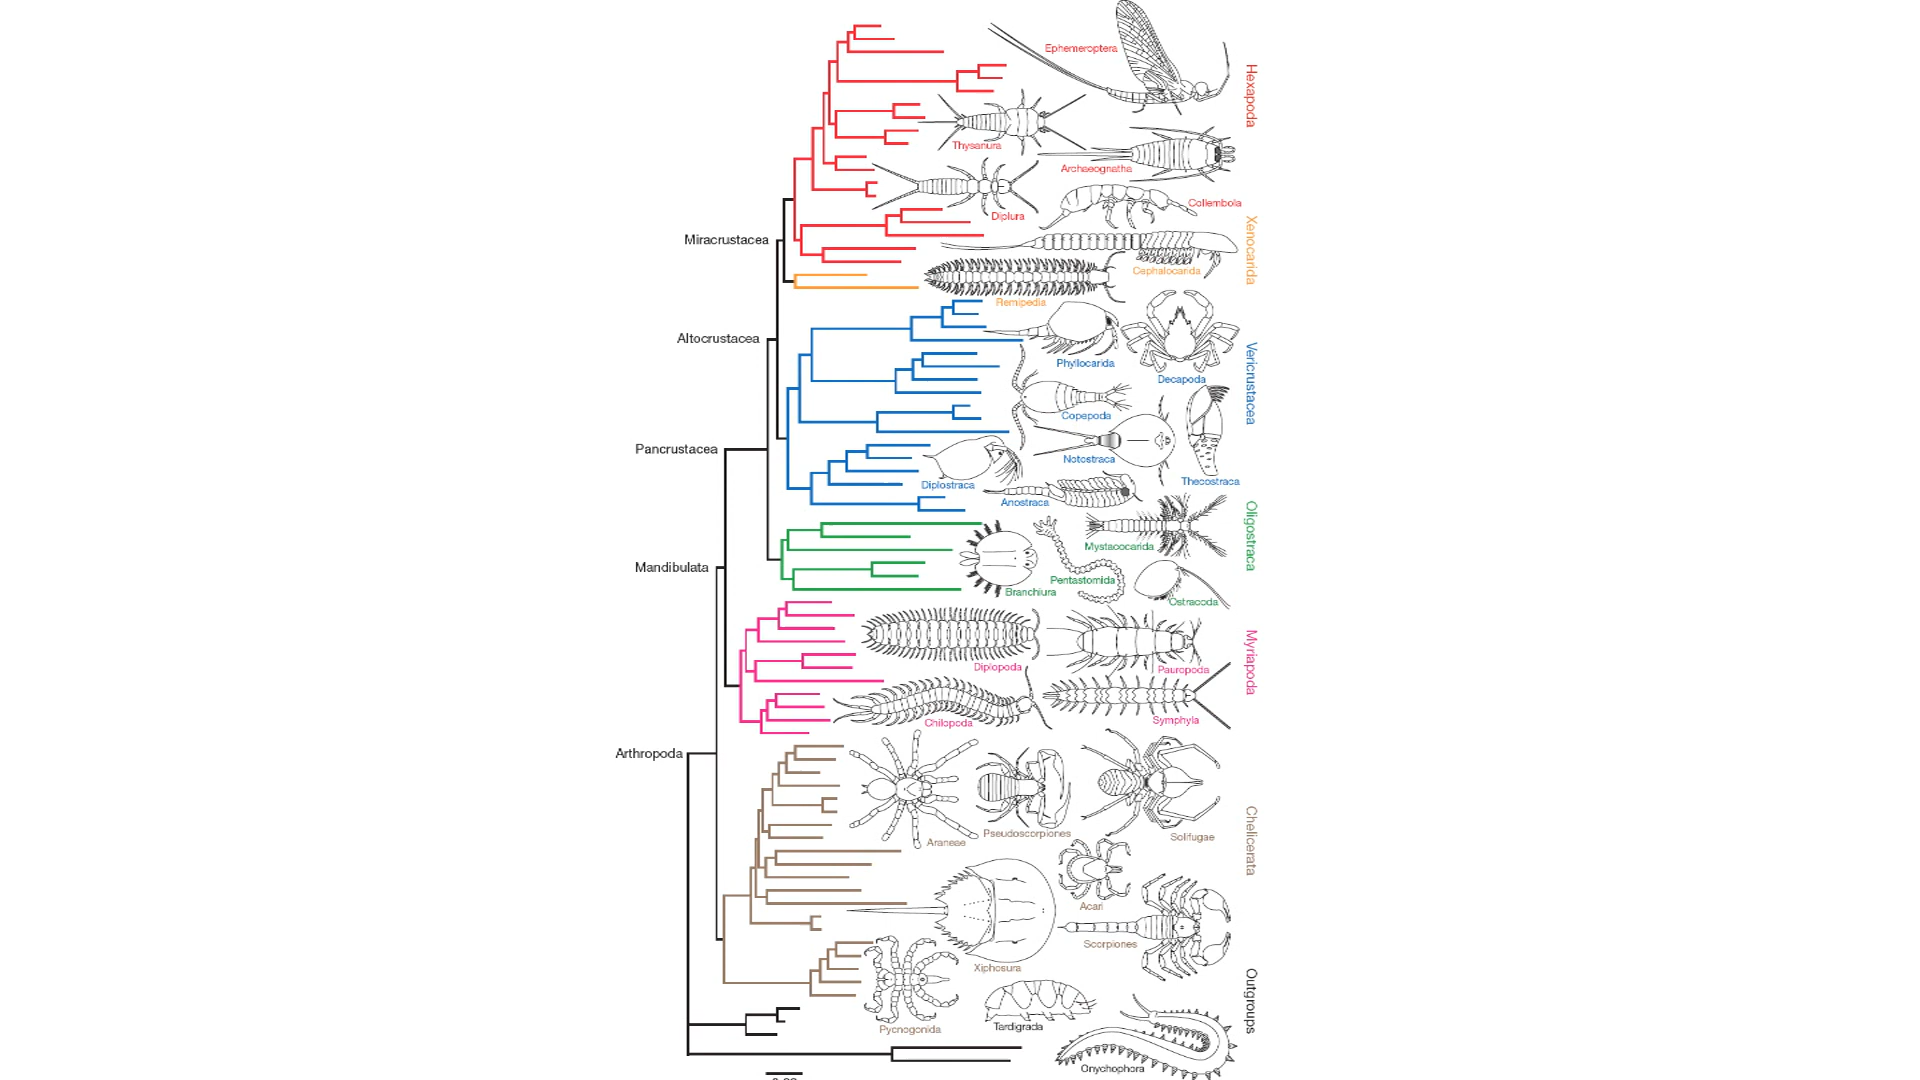 Ephemeroptera
Hexapoda
Thysanura
Archaeognatha
Collembola
Diplura
Xenocarida
Miracrustacea
Cephalocarida
Remipedia
Altocrustacea
Vericrustacea
Phyllocarida
Decapoda
Copepoda
Pancrustacea
Notostraca
Thecostraca
Diplostraca
Anostraca
Oligostraca
Mystacocarida
Mandibulata
Pentastomida
Branchiura
Ostracoda
Myriapoda
Diplopoda
Pauropoda
Chilopoda
Symphyla
Arthropoda
Chelicerata
Araneae
Pseudoscorpiones
Solifugae
Acari
Scorpiones
Xiphosura
Outgroups
Pycnogonida
Tardigrada
Onychophora